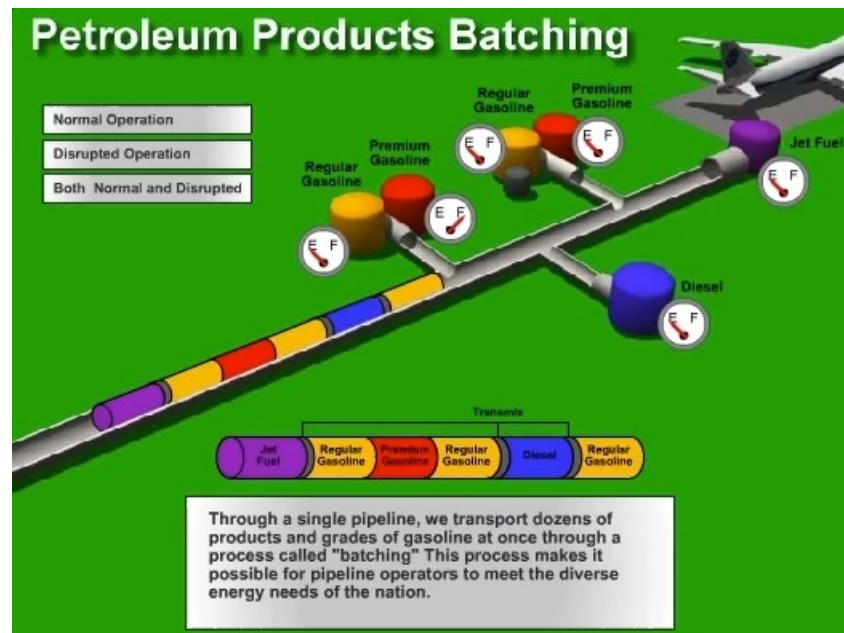 Petroleum Products Batching
Normal Operation
Disrupted Operation
Both Normal and Disrupted
Regular
Gasoline
Premium
Gasoline
E F
E F
Regular
Gasoline
Premium
Gasoline
E F
E F
Jet Fuel
E F
Diesel
E F
Transmix
Jet
Fuel
Regular
Gasoline
Premium
Gasoline
Regular
Gasoline
Diesel
Regular
Gasoline
Through a single pipeline, we transport dozens of
products and grades of gasoline at once through a
process called "batching" This process makes it
possible for pipeline operators to meet the diverse
energy needs of the nation.